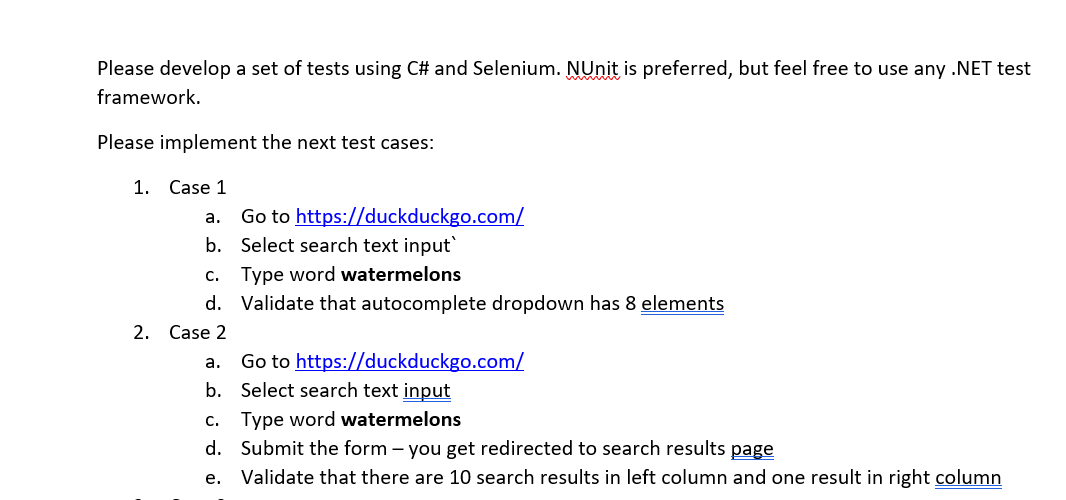 Please develop a set of tests using C# and Selenium. NUnit is preferred, but feel free to use any .NET test
framework.
Please implement the next test cases:
1. Case 1
a. Go to https://duckduckgo.com/
b. Select search text input`
c. Type word watermelons
d. Validate that autocomplete dropdown has 8 elements
2. Case 2
a. Go to https://duckduckgo.com/
b. Select search text input
c. Type word watermelons
d. Submit the form – you get redirected to search results page
e. Validate that there are 10 search results in left column and one result in right column